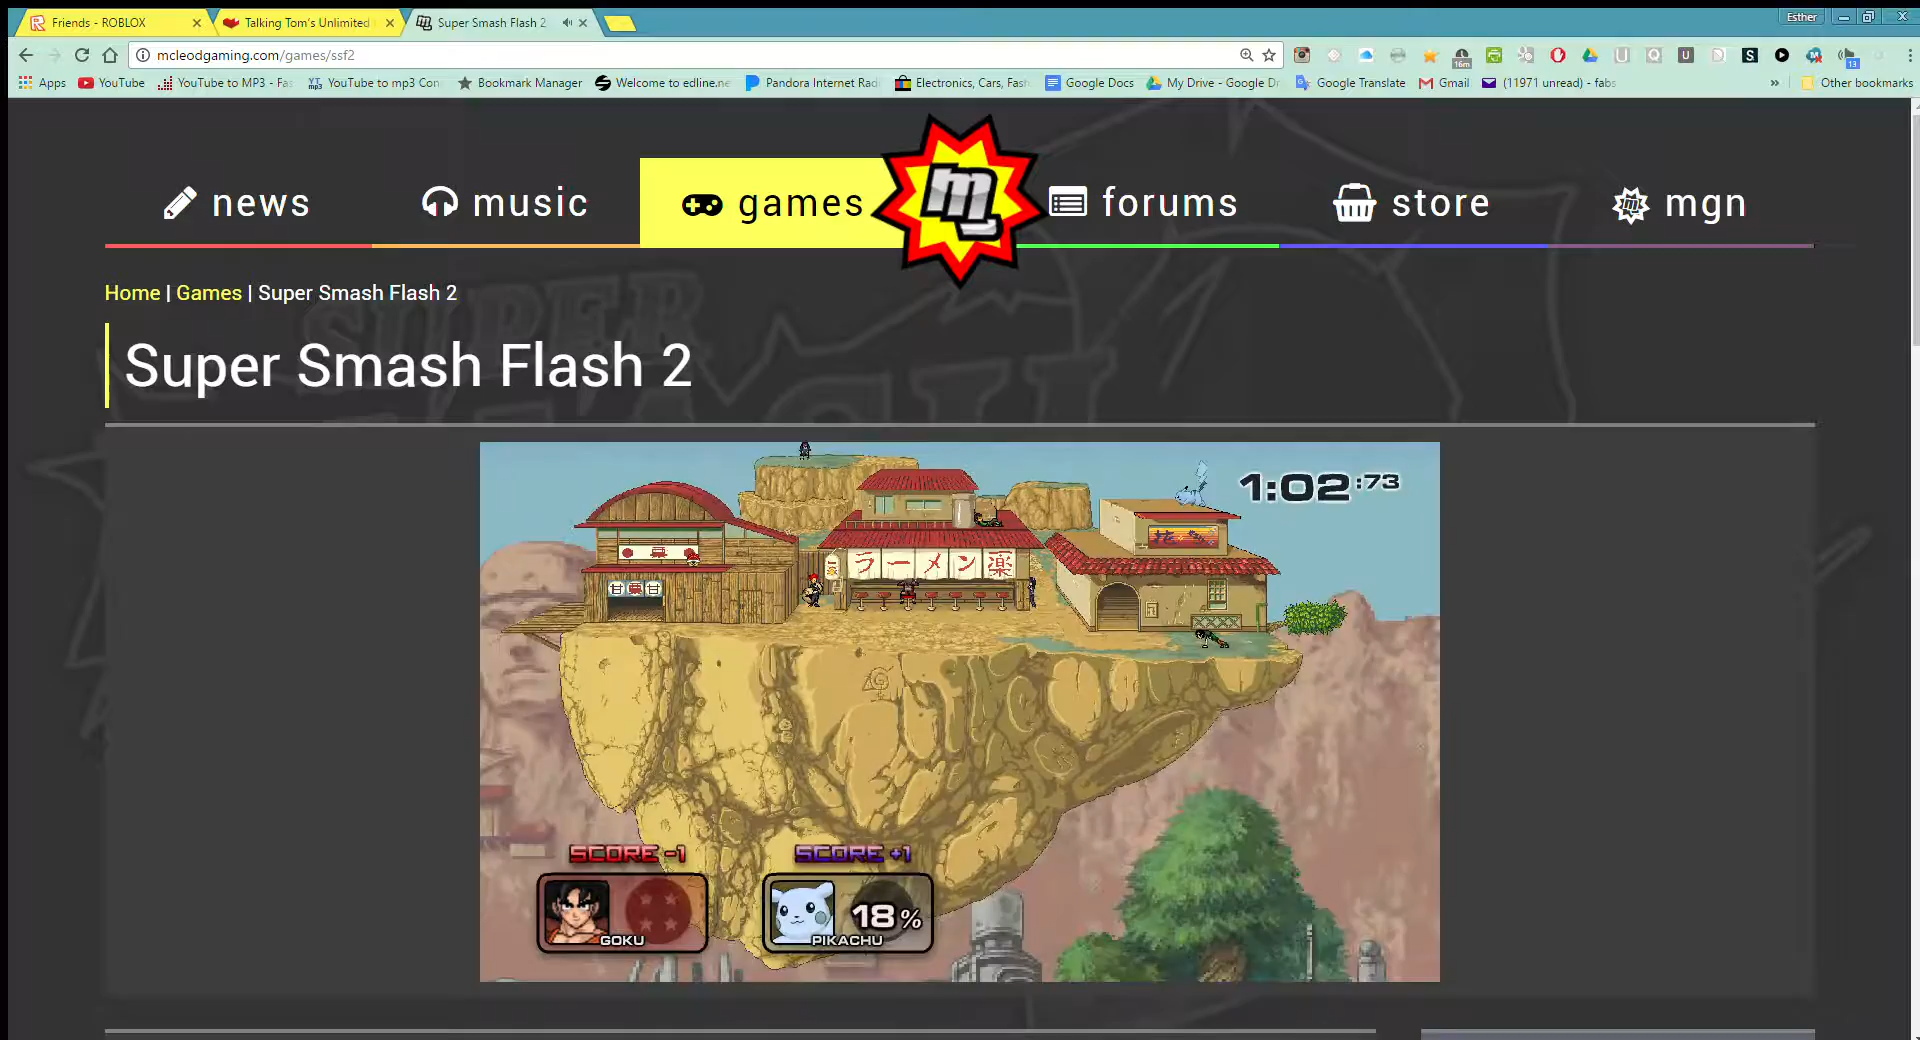 Friends - ROBLOX
Talking Tom's Unlimited
Super Smash Flash 2
Esther
mcleodgaming.com/games/ssf2
16m
13
Apps
YouTube
YouTube to MP3 - Fas
YouTube to mp3 Con
Bookmark Manager
Welcome to edline.ne
Pandora Internet Radi
Electronics, Cars, Fash
Google Docs
My Drive - Google Dr
Google Translate
Gmail
(11971 unread) - fabs
»
Other bookmarks
news
music
games
forums
store
mgn
Home | Games | Super Smash Flash 2
Super Smash Flash 2
1:02:73
ラーメン
SCORE -1
SCORE +1
18%
GOKU
PIKACHU